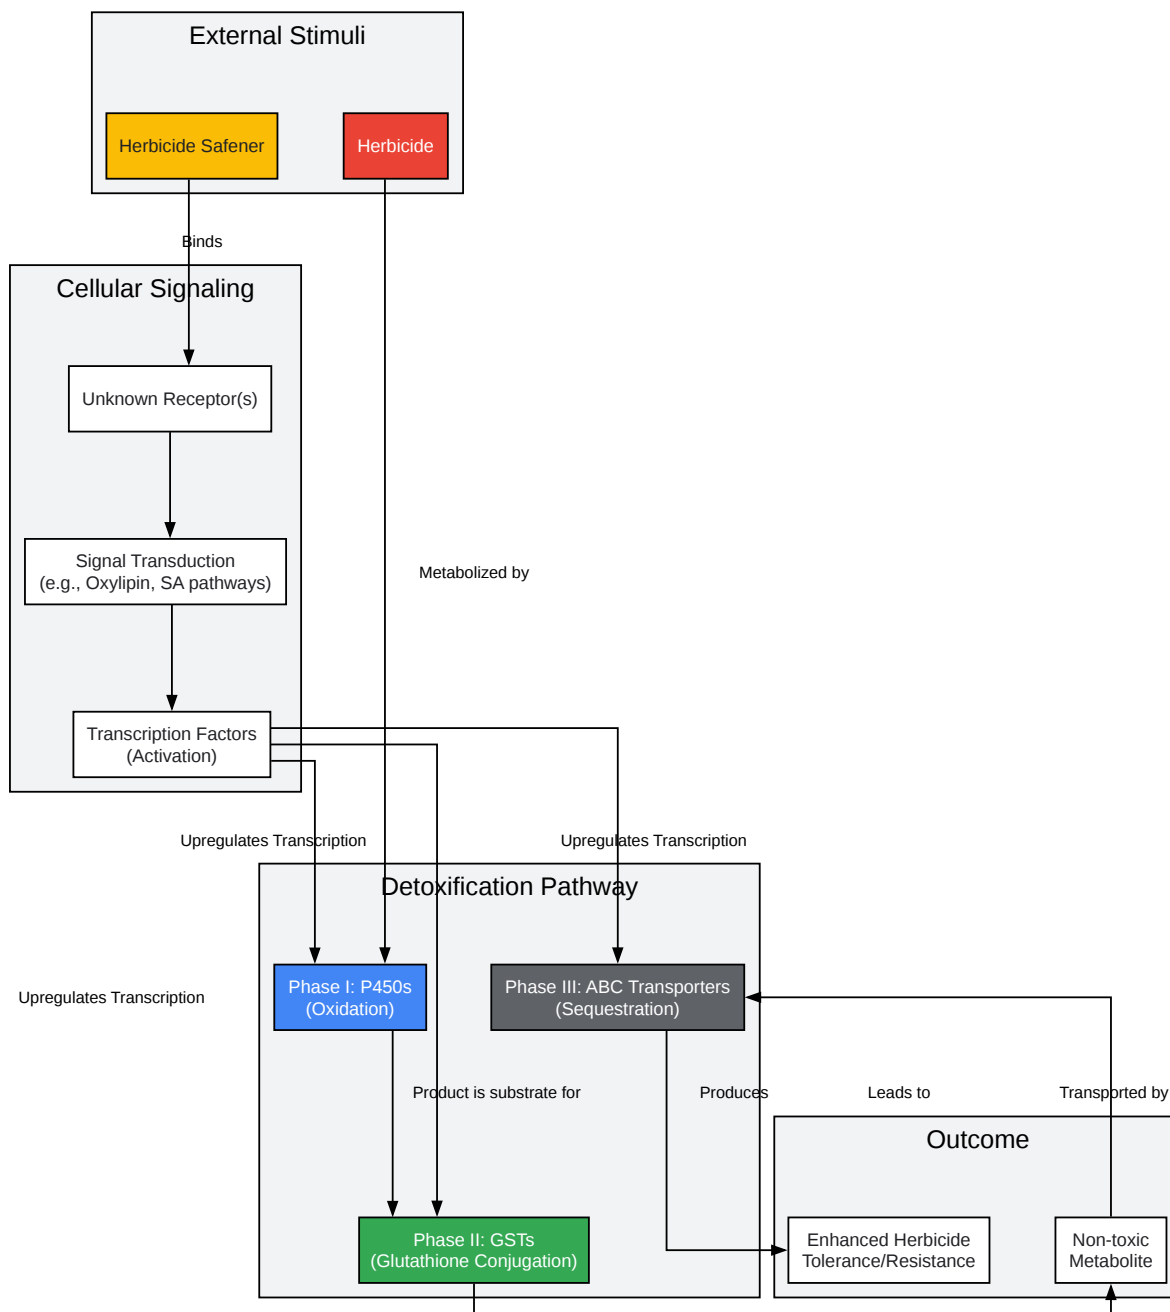 External Stimuli
Herbicide Safener
Herbicide
Binds
Cellular Signaling
Unknown Receptor(s)
Signal Transduction
(e.g., Oxylipin, SA pathways)
Metabolized by
Transcription Factors
(Activation)
Upregulates Transcription
Upregulates Transcription
Detoxification Pathway
Phase I: P450s
(Oxidation)
Phase III: ABC Transporters
(Sequestration)
Upregulates Transcription
Product is substrate for
Produces
Leads to
Transported by
Outcome
Phase II: GSTs
(Glutathione Conjugation)
Enhanced Herbicide
Tolerance/Resistance
Non-toxic
Metabolite